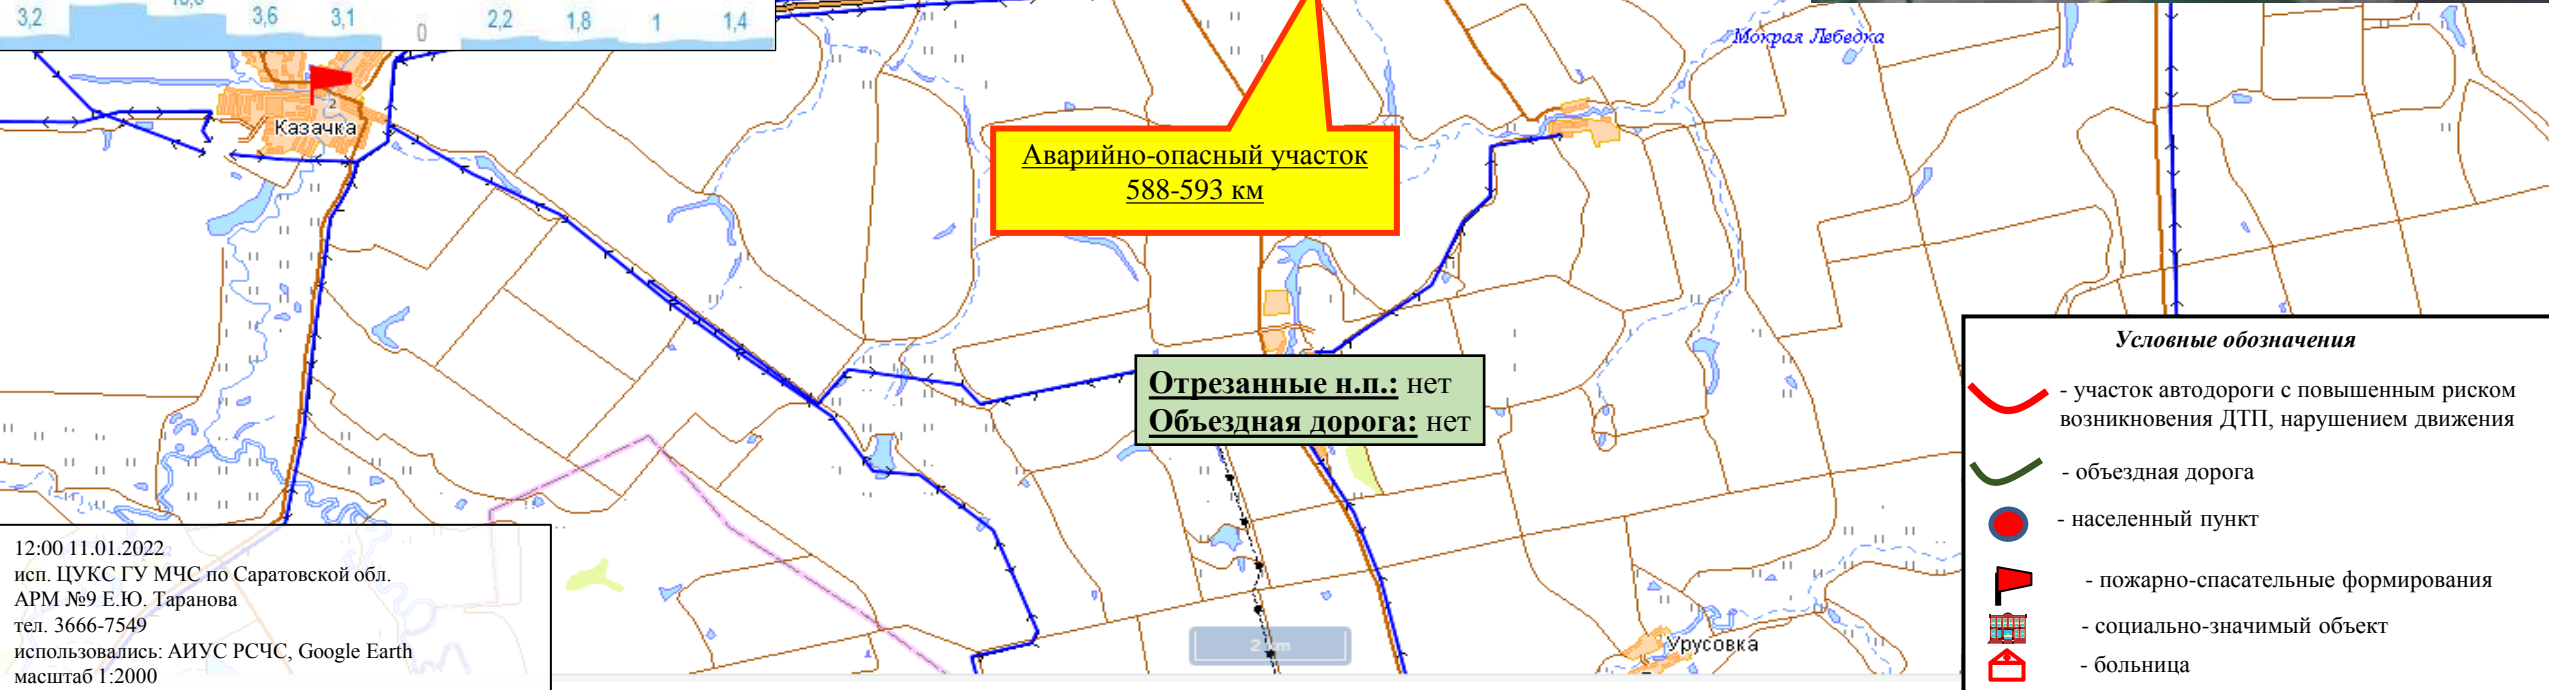 3,2
3,6
3,1
0
2,2
1,8
1
1,4
Мокрая Лебедка
2
Казачка
Аварийно-опасный участок
588-593 км
Отрезанные н.п.: нет
Объездная дорога: нет
Условные обозначения
- участок автодороги с повышенным риском
возникновения ДТП, нарушением движения
- объездная дорога
- населенный пункт
- пожарно-спасательные формирования
- социально-значимый объект
- больница
12:00 11.01.2022
исп. ЦУКС ГУ МЧС по Саратовской обл.
АРМ №9 Е.Ю. Таранова
тел. 3666-7549
использовались: АИУС РСЧС, Google Earth
масштаб 1:2000
2 km
Урусовка